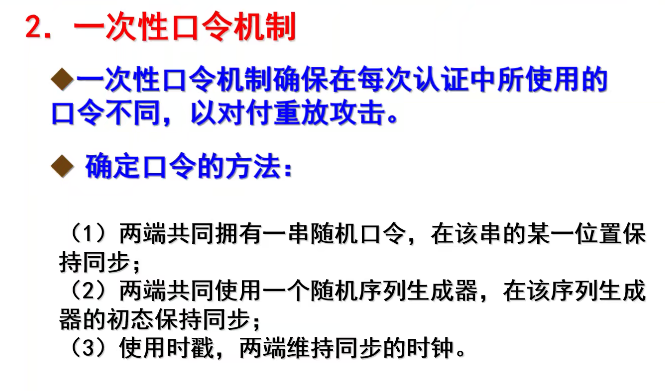 2．一次性口令机制
◆一次性口令机制确保在每次认证中所使用的
口令不同，以对付重放攻击。
◆ 确定口令的方法：
（1）两端共同拥有一串随机口令，在该串的某一位置保
持同步；
（2）两端共同使用一个随机序列生成器，在该序列生成
器的初态保持同步；
（3）使用时戳，两端维持同步的时钟。